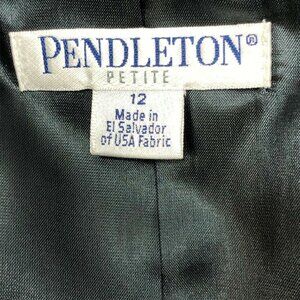 PENDLETON®
PETITE
12
Made in
El Salvador
of USA Fabric